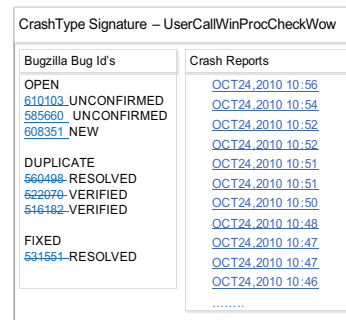 CrashType Signature – UserCallWinProcCheckWow
Bugzilla Bug Id's
OPEN
610103 UNCONFIRMED
585660 UNCONFIRMED
608351 NEW
DUPLICATE
560498 RESOLVED
522070 VERIFIED
516182 VERIFIED
FIXED
531551 RESOLVED
Crash Reports
OCT24,2010 10:56
OCT24,2010 10:54
OCT24,2010 10:52
OCT24,2010 10:52
OCT24,2010 10:51
OCT24,2010 10:51
OCT24,2010 10:50
OCT24,2010 10:48
OCT24,2010 10:47
OCT24,2010 10:47
OCT24,2010 10:46
........